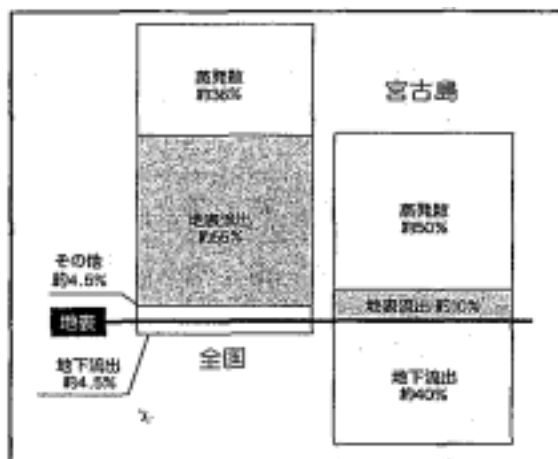 蒸発散
約36%
宮古島
地表流出
約55%
蒸発散
約50%
その他
約4.5%
地表流出 約10%
地表
全国
地下流出
約4.5%
地下流出
約40%